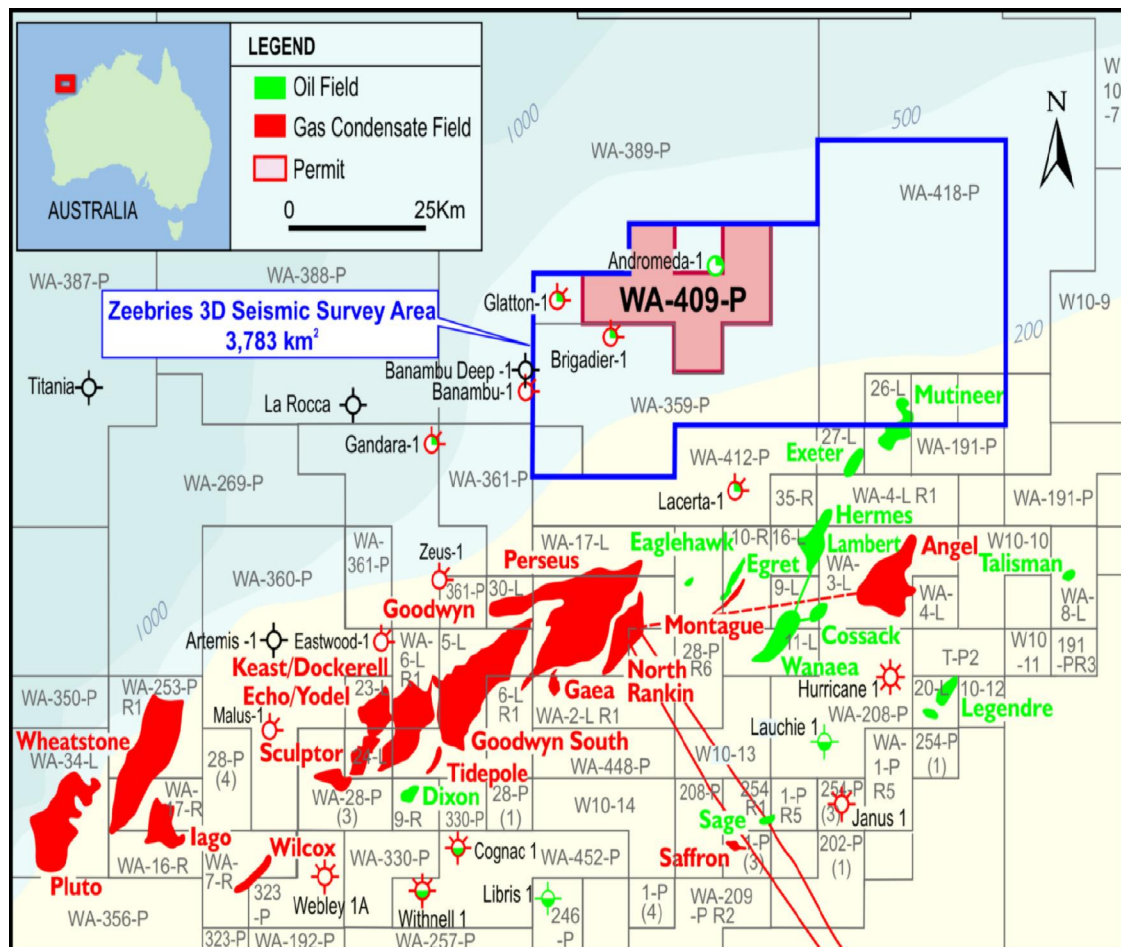 LEGEND
Oil Field
Gas Condensate Field
Permit
0 25Km
AUSTRALIA
N
1000
500
200
1000
W
10
-7
WA-389-P
WA-418-P
WA-387-P
WA-388-P
Andromeda-1
WA-409-P
Glatton-1
W10-9
Zeebries 3D Seismic Survey Area
3,783 km²
Brigadier-1
Banambu Deep -1
Banambu-1
Titania
La Rocca
WA-359-P
26-L
Mutineer
Gandara-1
27-L
WA-191-P
Exeter
WA-412-P
WA-269-P
WA-361-P
Lacerta-1
35-R
WA-4-L R1
WA-191-P
Hermes
WA-
361-P
Zeus-1
Perseus
WA-17-L
Eaglehawk
10-R
16-L
Lambert
Angel
W10-10
Egret
Talisman
WA-360-P
361-P
30-L
9-L
WA-
3-L
WA-
4-L
WA-
8-L
Goodwyn
Artemis -1
Eastwood-1
WA-
6-L
R1
5-L
Montague
Cossack
11-L
28-P
R6
W10
-11
191
-PR3
Keast/Dockerell
North
Rankin
Wanaea
T-P2
WA-350-P
WA-253-P
R1
Echo/Yodel
23-L
6-L
R1
Gaea
Hurricane 1
20-L
10-12
Malus-1
WA-2-L R1
WA-208-P
Legendre
Wheatstone
Sculptor
Goodwyn South
Lauchie 1
WA-34-L
28-P
(4)
24-L
Tidepole
WA-448-P
W10-13
WA-
1-P
R5
254-P
(1)
WA-
17-R
WA-28-P
(3)
Dixon
9-R
330-P
28-P
(1)
W10-14
208-P
254
R1
1-P
R5
254-P
(3)
Janus 1
Sage
Iago
Wilcox
Cognac 1
Saffron
1-P
(3)
202-P
(1)
WA-16-R
WA-
7-R
WA-330-P
WA-452-P
Pluto
Webley 1A
Withnell 1
Libris 1
1-P
(4)
WA-209
-P R2
WA-356-P
323
-P
246
-P
323-P
WA-192-P
WA-257-P